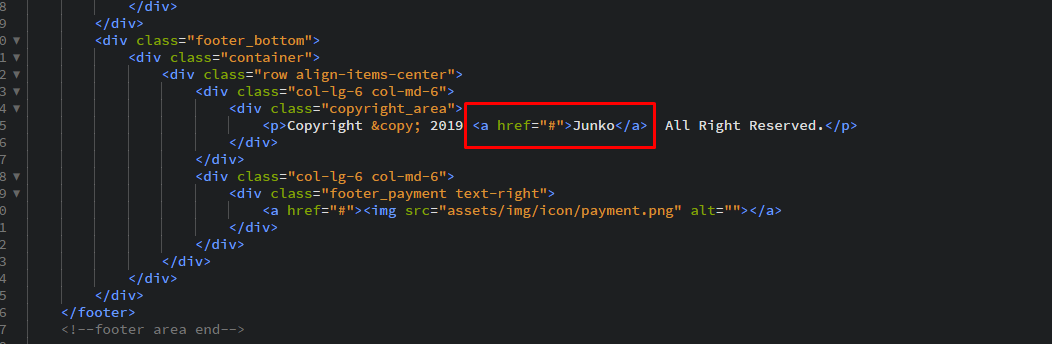 8 </div>
9 </div>
0 ▼ <div class="footer_bottom">
1 ▼ <div class="container">
2 ▼ <div class="row align-items-center">
3 ▼ <div class="col-lg-6 col-md-6">
4 ▼ <div class="copyright_area">
5 <p>Copyright &copy; 2019 <a href="#">Junko</a>  All Right Reserved.</p>
6 </div>
7 </div>
8 ▼ <div class="col-lg-6 col-md-6">
9 ▼ <div class="footer_payment text-right">
0 <a href="#"><img src="assets/img/icon/payment.png" alt=""></a>
1 </div>
2 </div>
3 </div>
4 </div>
5 </div>
6 </footer>
7 <!--footer area end-->